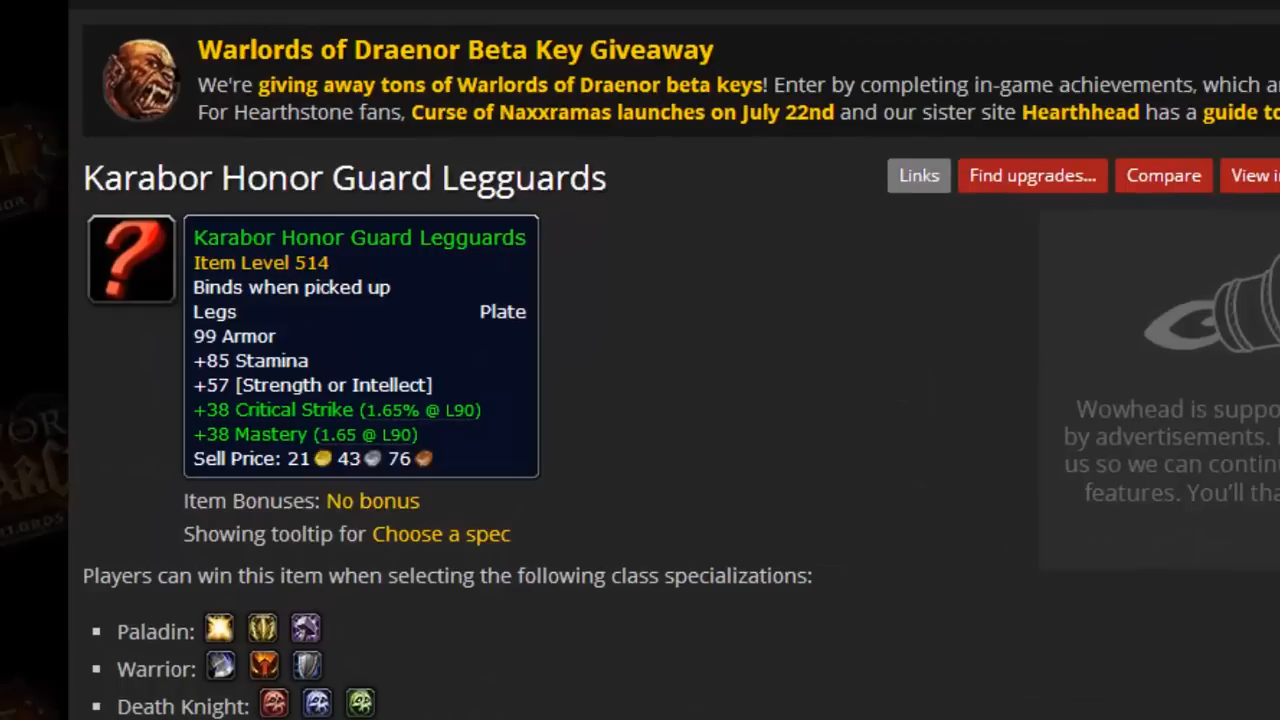 Warlords of Draenor Beta Key Giveaway
We're giving away tons of Warlords of Draenor beta keys! Enter by completing in-game achievements, which
For Hearthstone fans, Curse of Naxxramas launches on July 22nd and our sister site Hearthhead has a guide
Karabor Honor Guard Legguards
Links Find upgrades... Compare View
Karabor Honor Guard Legguards
Item Level 514
Binds when picked up
Legs Plate
99 Armor
+85 Stamina
+57 [Strength or Intellect]
+38 Critical Strike (1.65% @ L90)
+38 Mastery (1.65 @ L90)
Sell Price: 21 43 76
Item Bonuses: No bonus
Showing tooltip for Choose a spec
Wowhead is
by advertisements.
us so we can
features. You'll
Players can win this item when selecting the following class specializations:
Paladin:
Warrior:
Death Knight: